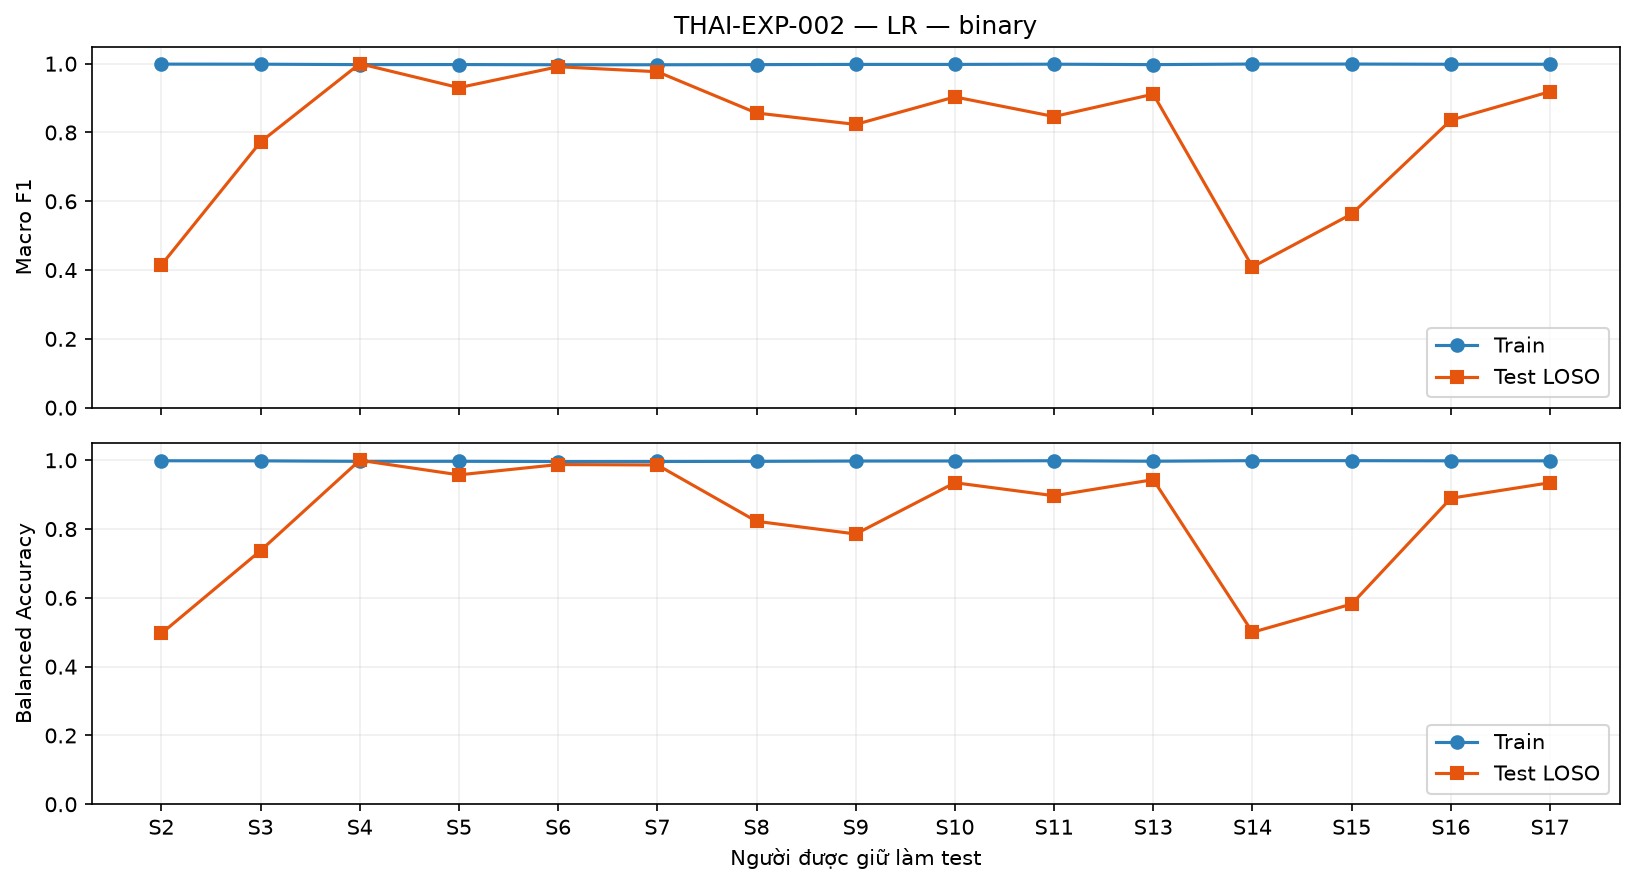 THAI-EXP-002 — LR — binary
Macro F1
1.0
0.8
0.6
0.4
0.2
0.0
Train
Test LOSO
Balanced Accuracy
1.0
0.8
0.6
0.4
0.2
0.0
Train
Test LOSO
S2 S3 S4 S5 S6 S7 S8 S9 S10 S11 S13 S14 S15 S16 S17
Người được giữ làm test